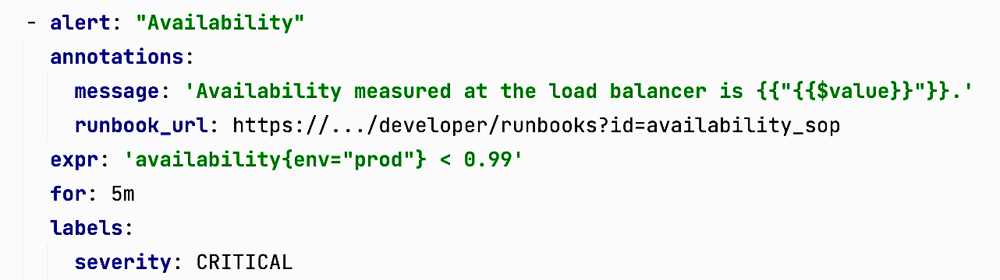 - alert: "Availability"
annotations:
message: 'Availability measured at the load balancer is {{"{{$value}}"}}.'
runbook_url: https://.../developer/runbooks?id=availability_sop
expr: 'availability{env="prod"} < 0.99'
for: 5m
labels:
severity: CRITICAL